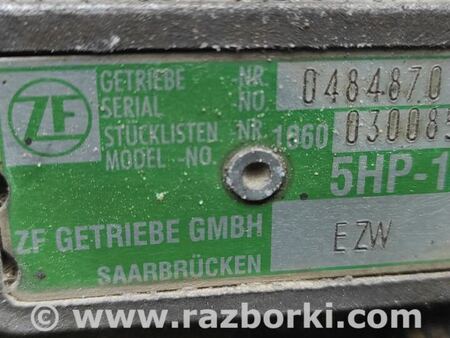 ZF
GETRIEBE -NR 0484870
SERIAL NO
STÜCKLISTEN NR 1060 030085
MODEL -NO.
5HP-1
ZF GETRIEBE GMBH EZW
SAARBRÜCKEN
www.razborki.com